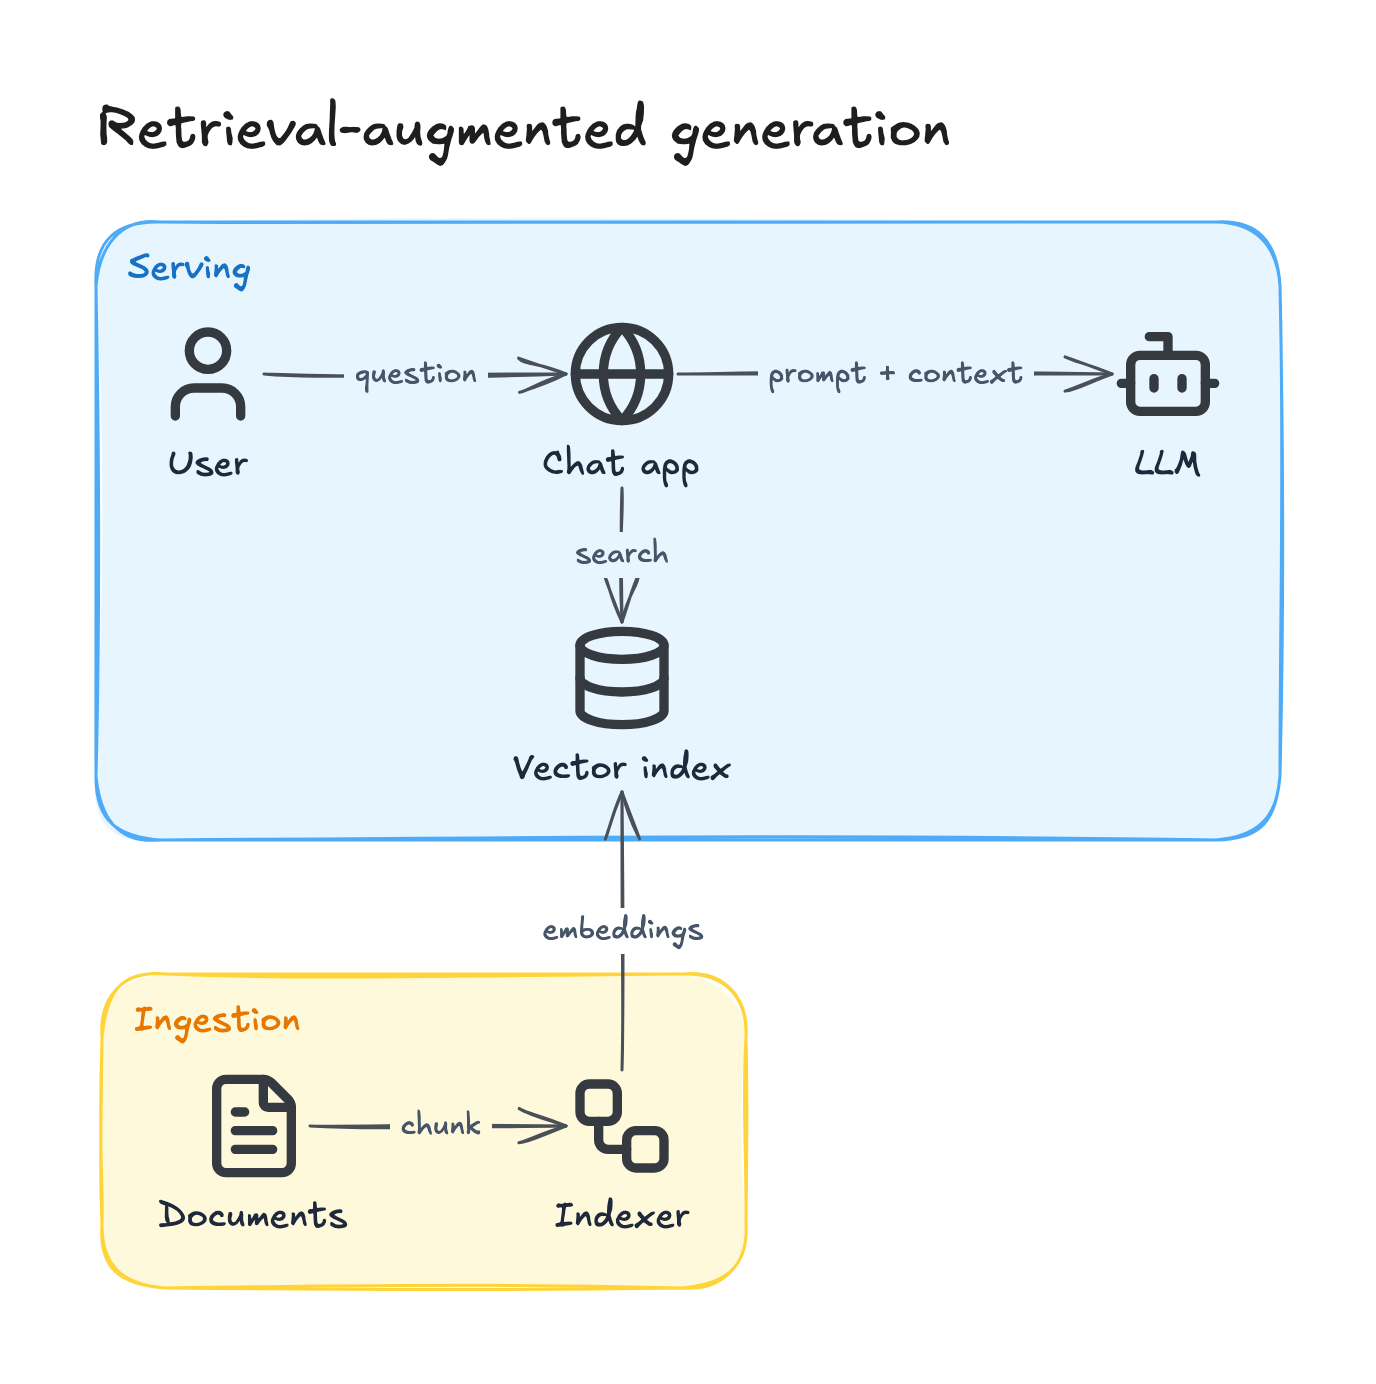 Retrieval-augmented generation
Serving
question
prompt + context
User
Chat app
LLM
search
Vector index
embeddings
Ingestion
chunk
Documents
Indexer